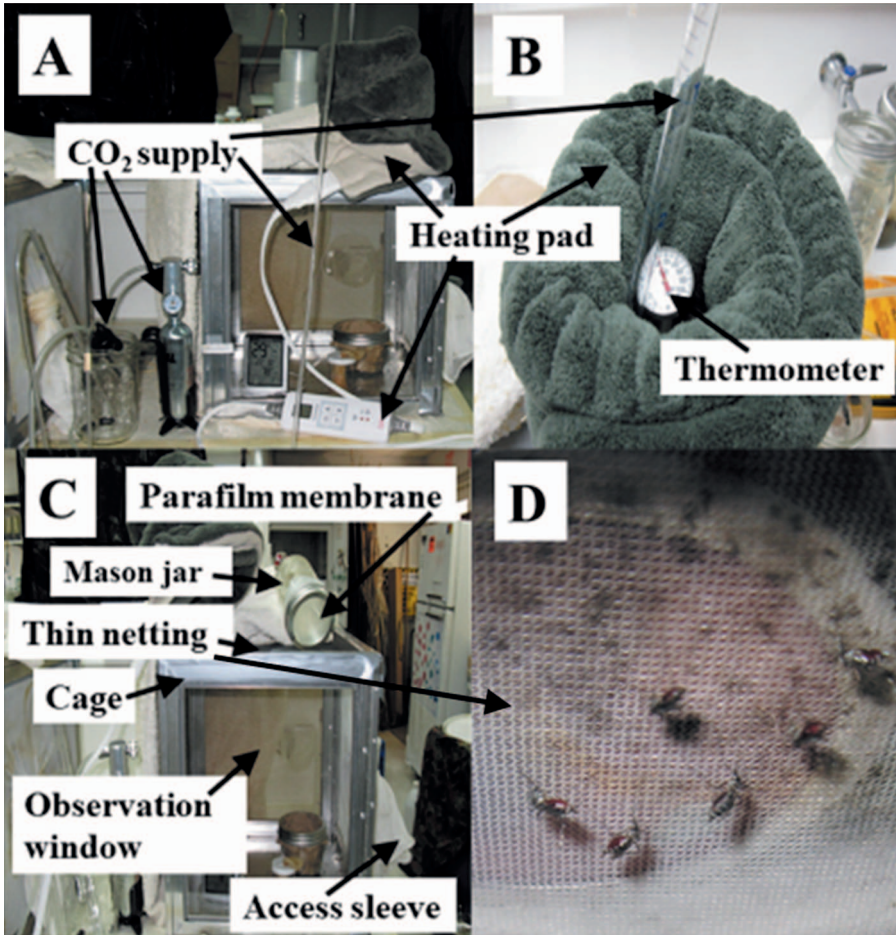 A
B
CO₂ supply
Heating pad
Thermometer
C
D
Parafilm membrane
Mason jar
Thin netting
Cage
Observation
window
Access sleeve